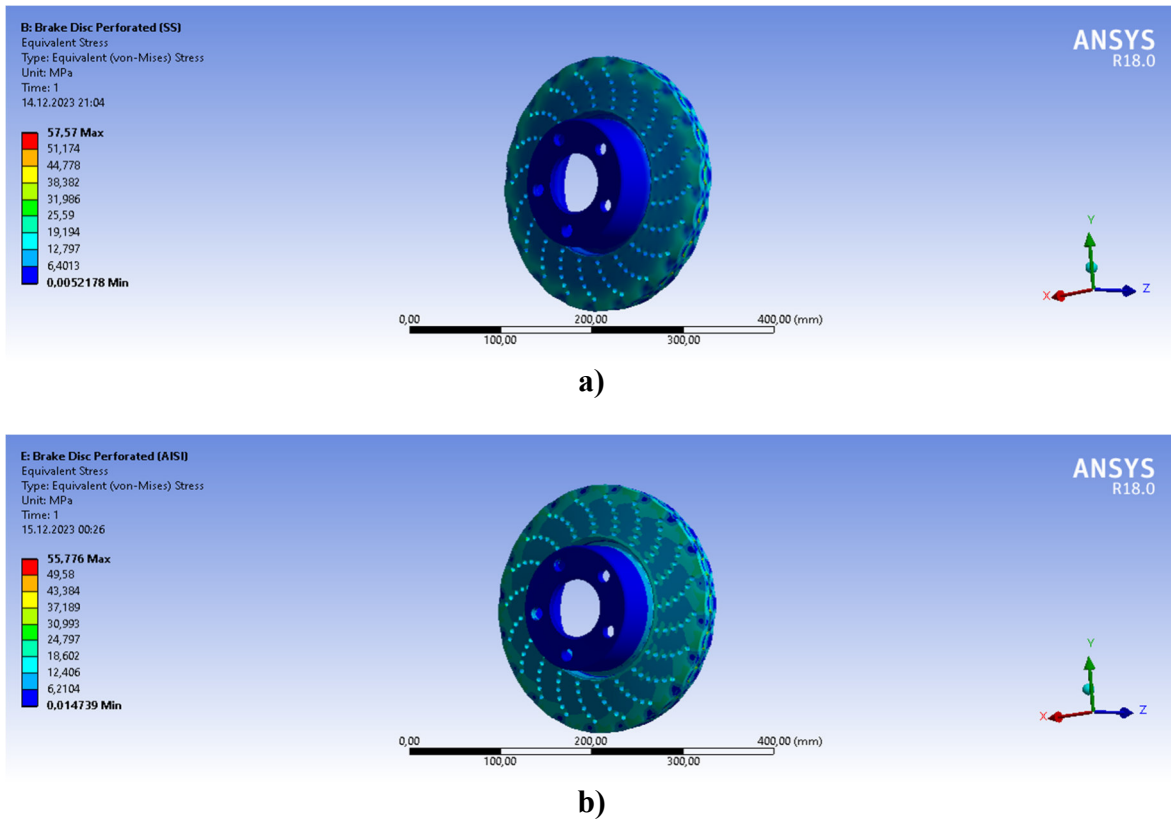 B: Brake Disc Perforated (SS)
Equivalent Stress
Type: Equivalent (von-Mises) Stress
Unit: MPa
Time: 1
14.12.2023 21:04
57,57 Max
51,174
44,778
38,382
31,986
25,59
19,194
12,797
6,4013
0,0052178 Min
ANSYS
R18.0
Y
X
Z
0,00 200,00 400,00 (mm)
100,00 300,00
a)
E: Brake Disc Perforated (AISI)
Equivalent Stress
Type: Equivalent (von-Mises) Stress
Unit: MPa
Time: 1
15.12.2023 00:26
55,776 Max
49,58
43,384
37,189
30,993
24,797
18,602
12,406
6,2104
0,014739 Min
ANSYS
R18.0
Y
X
Z
0,00 200,00 400,00 (mm)
100,00 300,00
b)